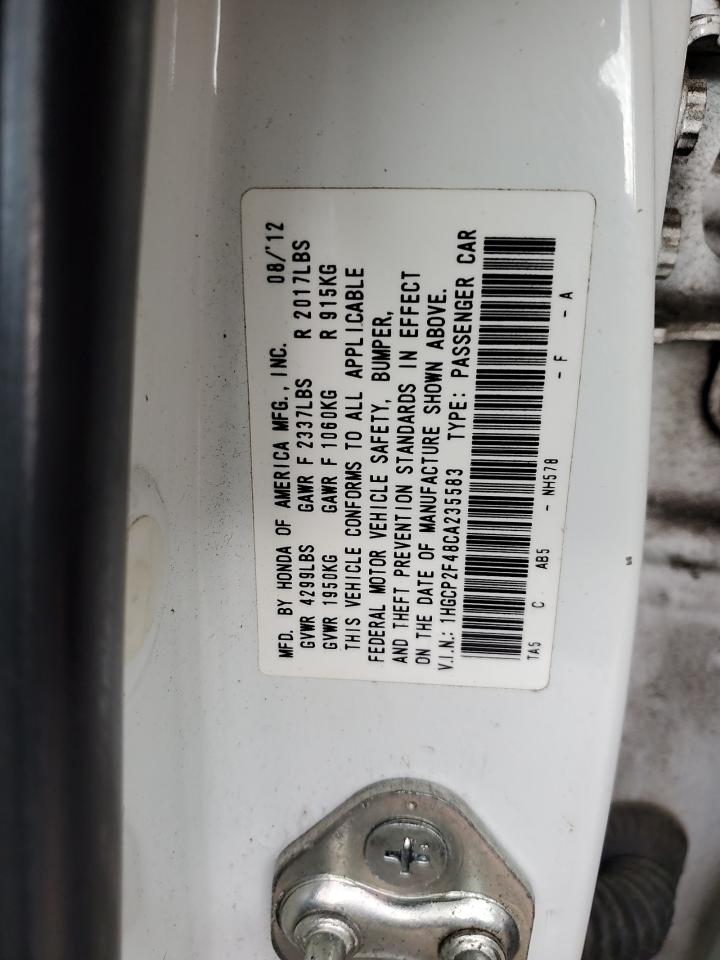 MFD. BY HONDA OF AMERICA MFG., INC. 08/'12
GVWR 4299LBS GAWR F 2337LBS R 2017LBS
GVWR 1950KG GAWR F 1060KG R 915KG
THIS VEHICLE CONFORMS TO ALL APPLICABLE
FEDERAL MOTOR VEHICLE SAFETY, BUMPER,
AND THEFT PREVENTION STANDARDS IN EFFECT
ON THE DATE OF MANUFACTURE SHOWN ABOVE.
V.I.N.: 1HGCP2F48CA235583 TYPE: PASSENGER CAR
TA5 C AB5 - NH578 - F - A